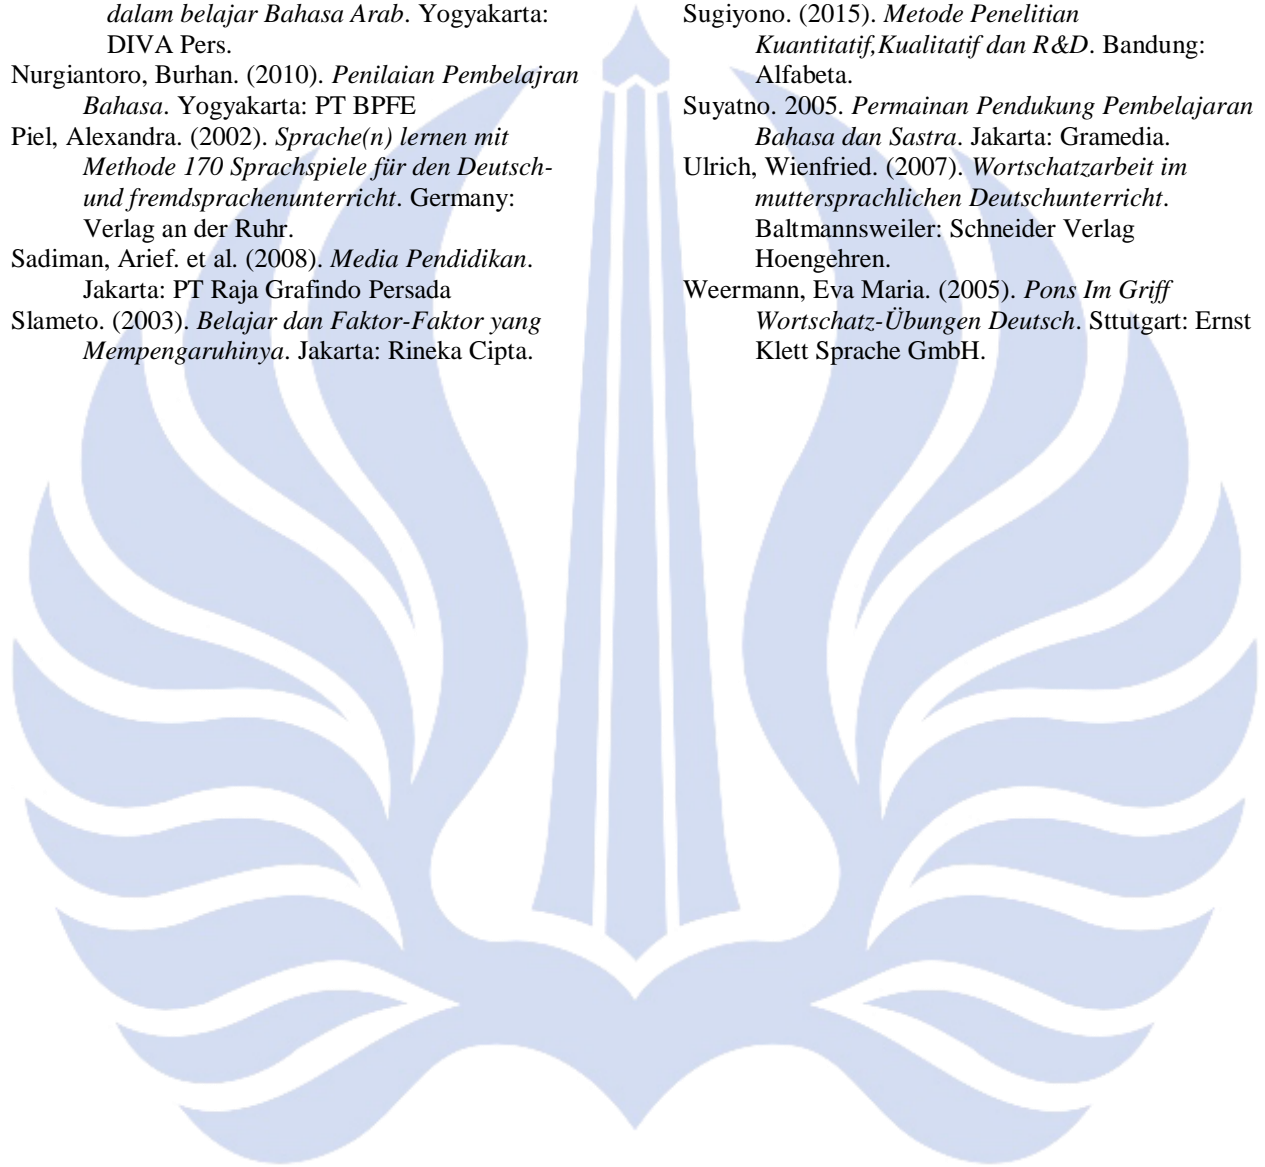 dalam belajar Bahasa Arab. Yogyakarta:
DIVA Pers.
Nurgiantoro, Burhan. (2010). Penilaian Pembelajran
Bahasa. Yogyakarta: PT BPFE
Piel, Alexandra. (2002). Sprache(n) lernen mit
Methode 170 Sprachspiele für den Deutsch-
und fremdsprachenunterricht. Germany:
Verlag an der Ruhr.
Sadiman, Arief. et al. (2008). Media Pendidikan.
Jakarta: PT Raja Grafindo Persada
Slameto. (2003). Belajar dan Faktor-Faktor yang
Mempengaruhinya. Jakarta: Rineka Cipta.
Sugiyono. (2015). Metode Penelitian
Kuantitatif,Kualitatif dan R&D. Bandung:
Alfabeta.
Suyatno. 2005. Permainan Pendukung Pembelajaran
Bahasa dan Sastra. Jakarta: Gramedia.
Ulrich, Wienfried. (2007). Wortschatzarbeit im
muttersprachlichen Deutschunterricht.
Baltmannsweiler: Schneider Verlag
Hoengehren.
Weermann, Eva Maria. (2005). Pons Im Griff
Wortschatz-Übungen Deutsch. Sttutgart: Ernst
Klett Sprache GmbH.